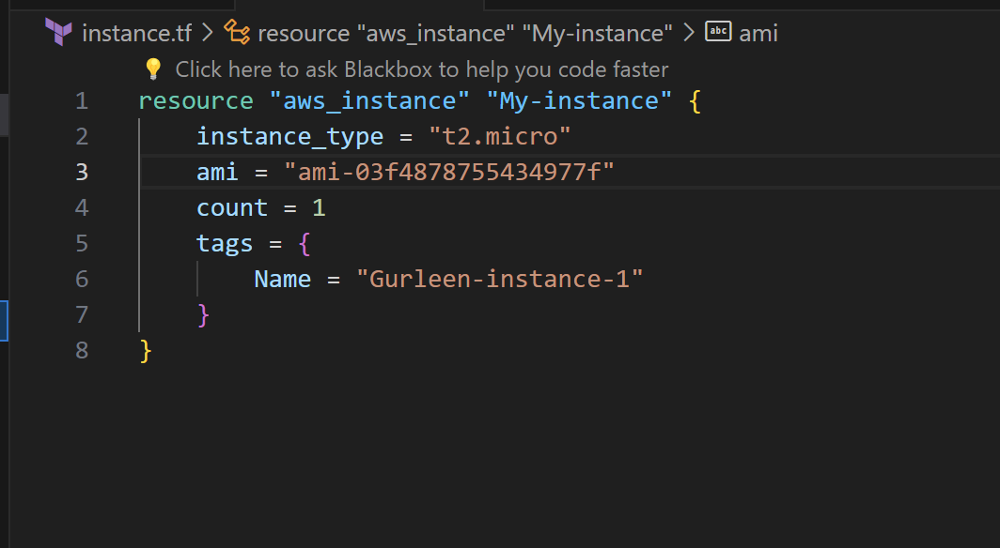 instance.tf > resource "aws_instance" "My-instance" > abc ami
Click here to ask Blackbox to help you code faster
1 resource "aws_instance" "My-instance" {
2     instance_type = "t2.micro"
3     ami = "ami-03f4878755434977f"
4     count = 1
5     tags = {
6         Name = "Gurleen-instance-1"
7     }
8 }